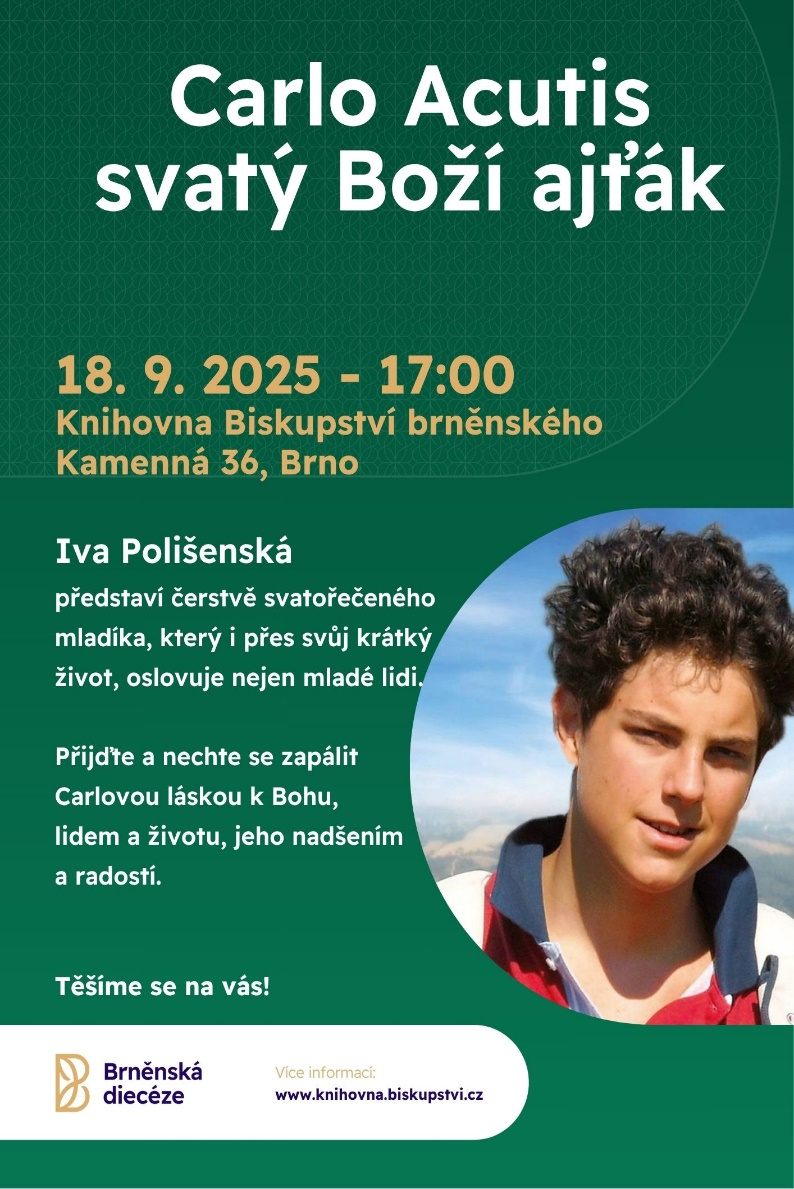 Carlo Acutis
svatý Boží ajťák
18. 9. 2025 - 17:00
Knihovna Biskupství brněnského
Kamenná 36, Brno
Iva Polišenská
představí čerstvě svatořečeného
mladíka, který i přes svůj krátký
život, oslovuje nejen mladé lidi.
Přijďte a nechte se zapálit
Carlovou láskou k Bohu,
lidem a životu, jeho nadšením
a radostí.
Těšíme se na vás!
Brněnská
diecéze
Více informací:
www.knihovna.biskupstvi.cz